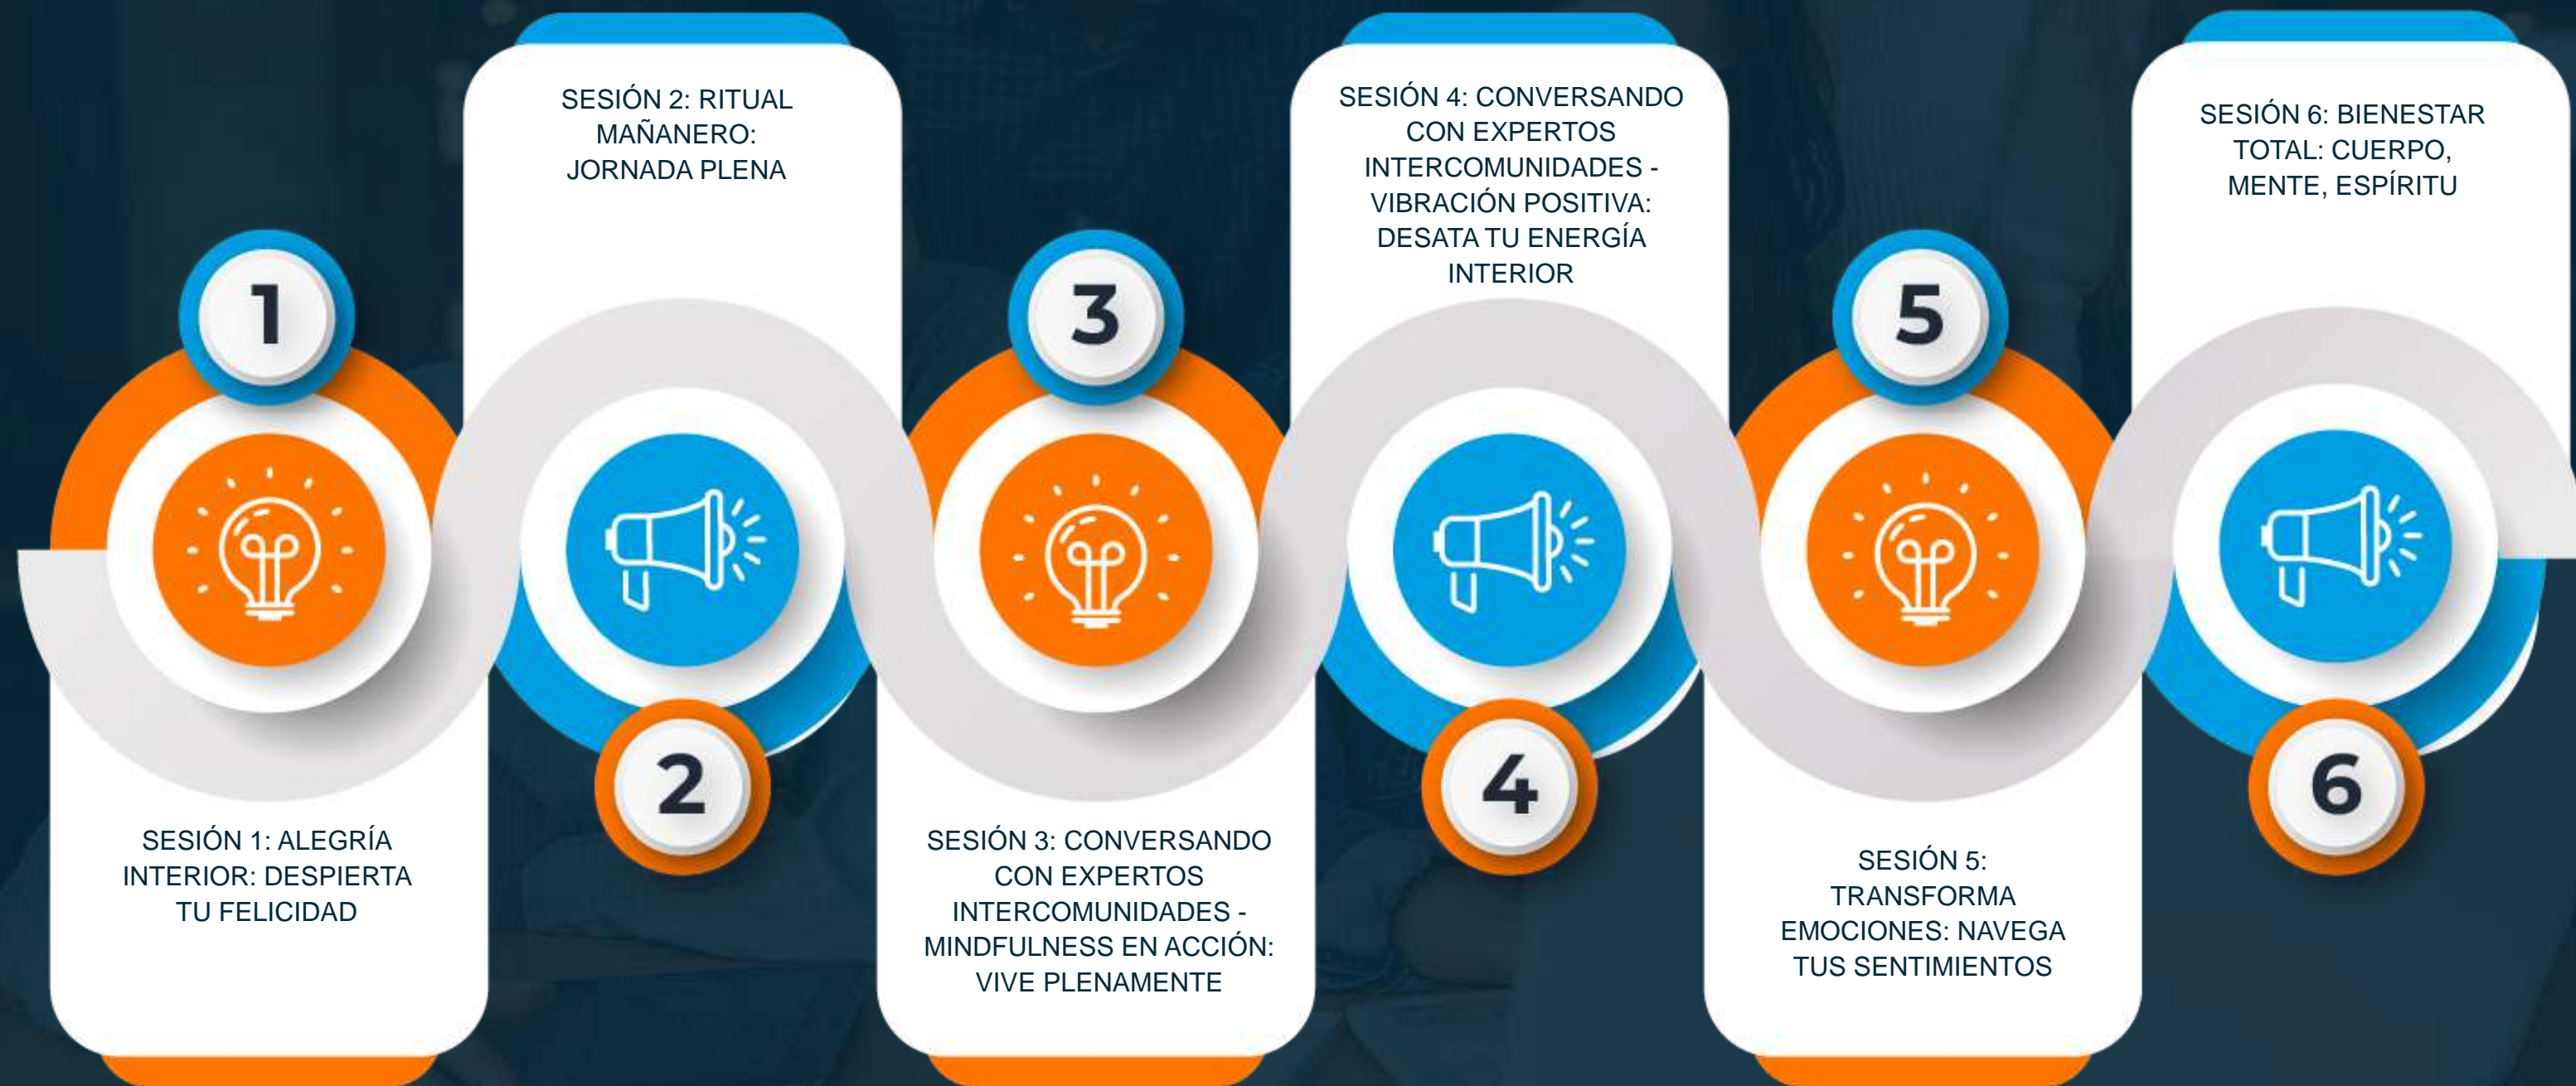 1
SESIÓN 1: ALEGRÍA
INTERIOR: DESPIERTA
TU FELICIDAD
SESIÓN 2: RITUAL
MAÑANERO:
JORNADA PLENA
2
3
SESIÓN 3: CONVERSANDO
CON EXPERTOS
INTERCOMUNIDADES -
MINDFULNESS EN ACCIÓN:
VIVE PLENAMENTE
SESIÓN 4: CONVERSANDO
CON EXPERTOS
INTERCOMUNIDADES -
VIBRACIÓN POSITIVA:
DESATA TU ENERGÍA
INTERIOR
4
5
SESIÓN 5:
TRANSFORMA
EMOCIONES: NAVEGA
TUS SENTIMIENTOS
SESIÓN 6: BIENESTAR
TOTAL: CUERPO,
MENTE, ESPÍRITU
6